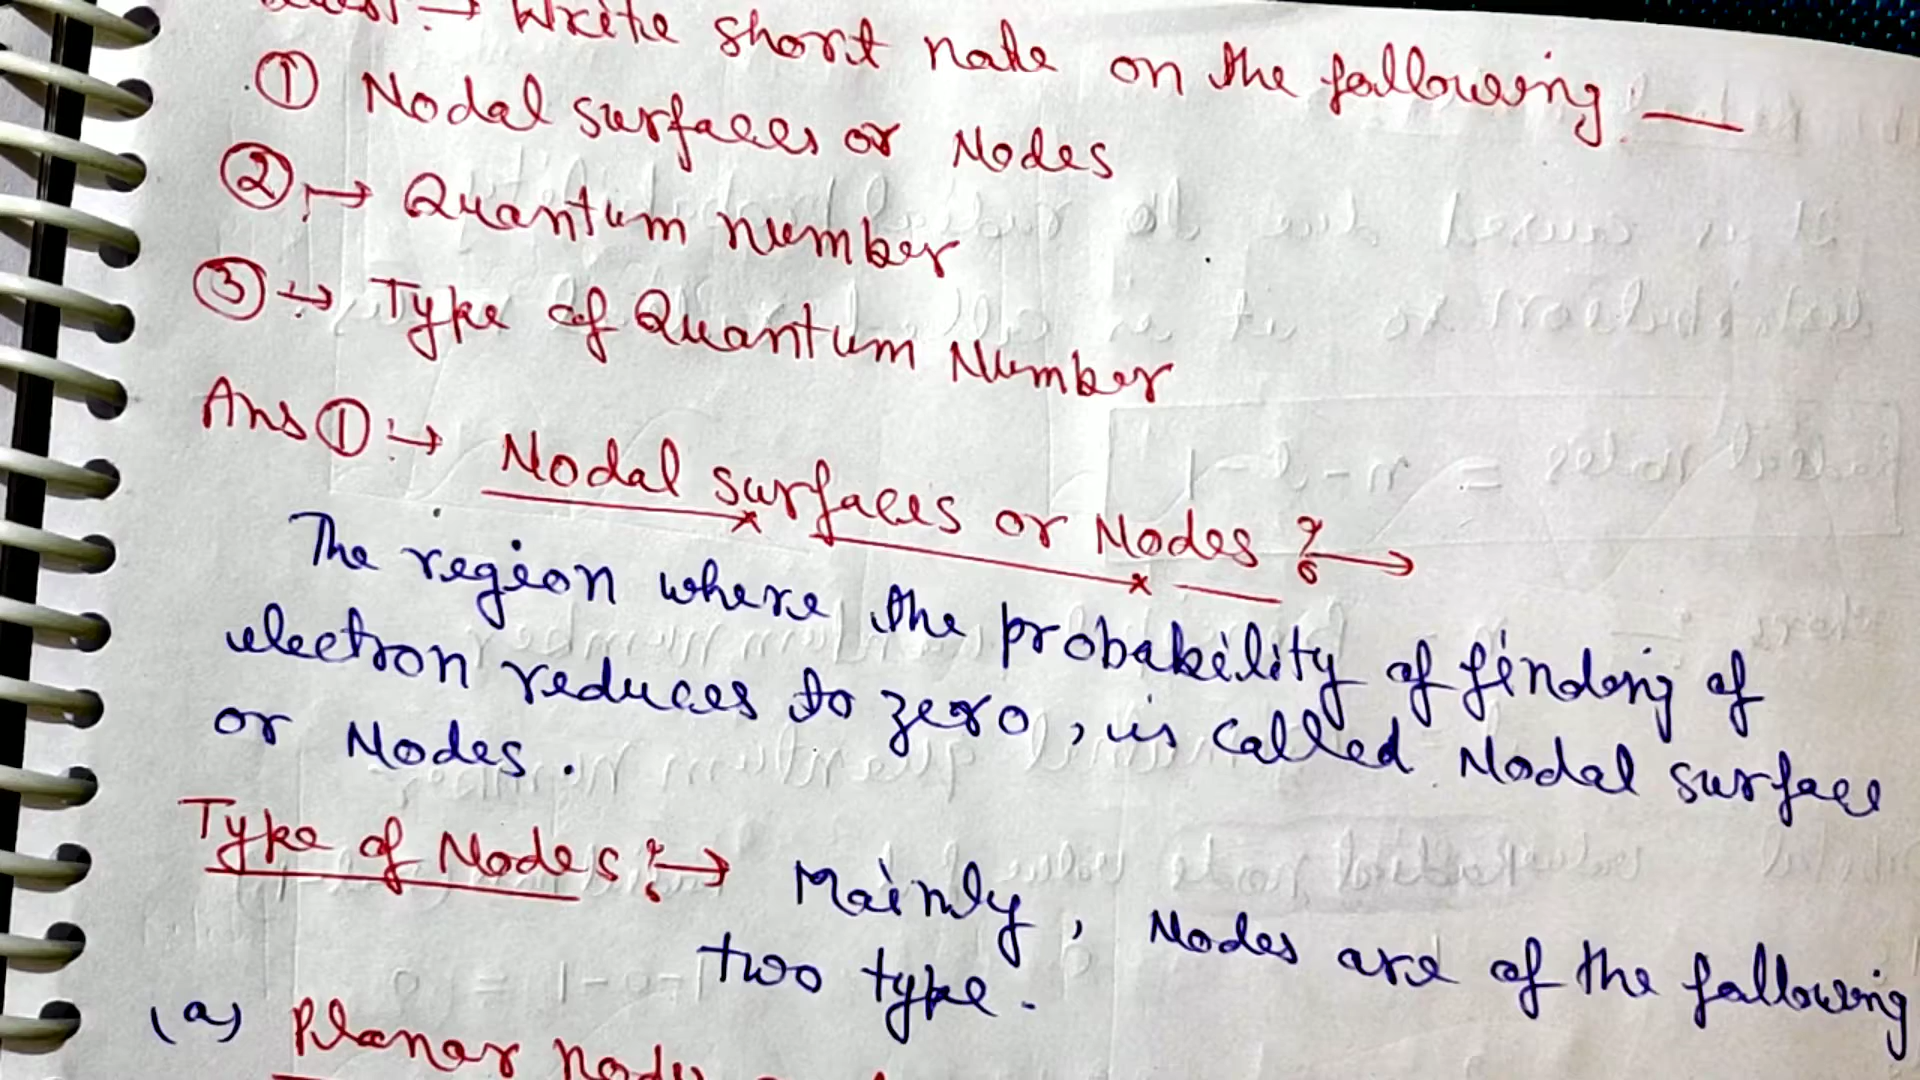 Write short note on the following :—
① Nodal surfaces or Nodes
② → Quantum number
③ :→ Type of Quantum Number
Ans ① :→ Nodal surfaces or Nodes :→
The region where the probability of finding of
electron reduces to zero, is called Nodal surface
or Nodes.
Type of Nodes :→ Mainly, Nodes are of the following
two type.
(a) Planar node